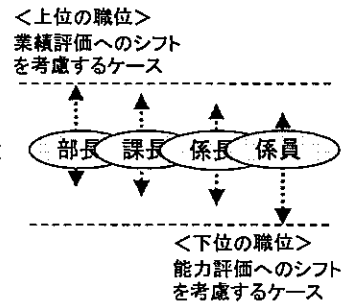 <上位の職位>
業績評価へのシフト
を考慮するケース
部長 課長 係長 係員
<下位の職位>
能力評価へのシフト
を考慮するケース